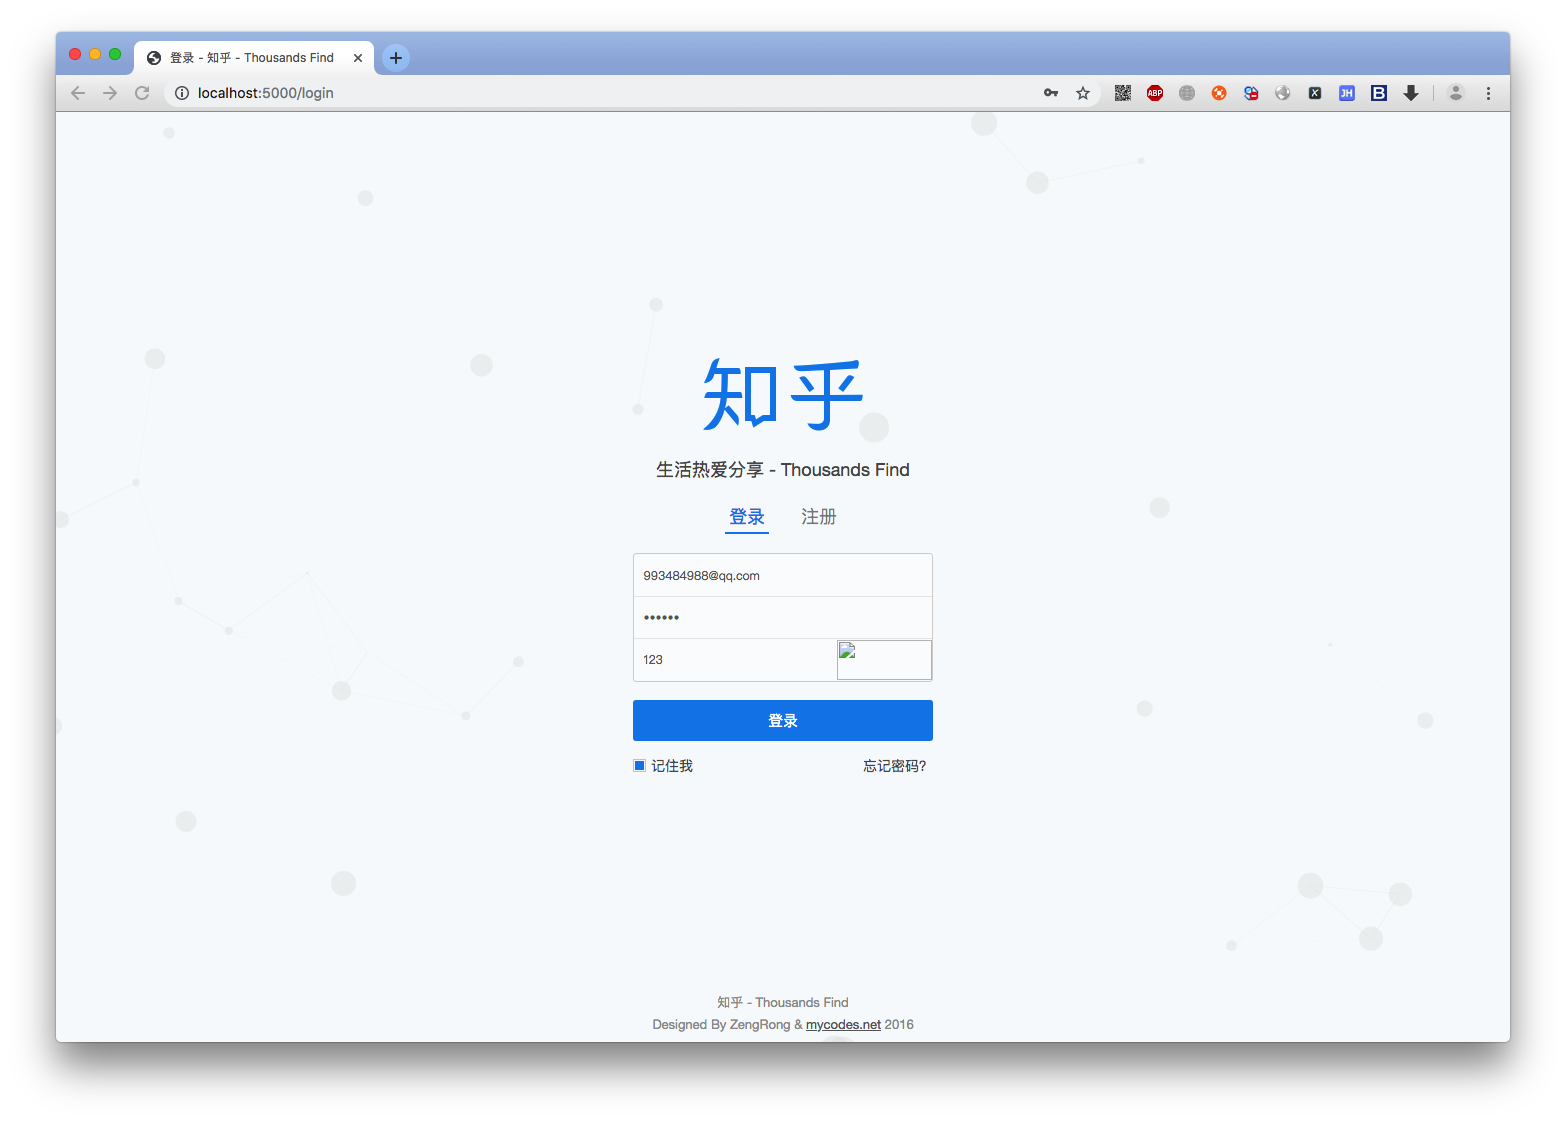 登录 - 知乎 - Thousands Find
localhost:5000/login
ABP
JH
B
知乎
生活热爱分享 - Thousands Find
登录 注册
993484988@qq.com
••••••
123
登录
记住我 忘记密码?
知乎 - Thousands Find
Designed By ZengRong & mycodes.net 2016